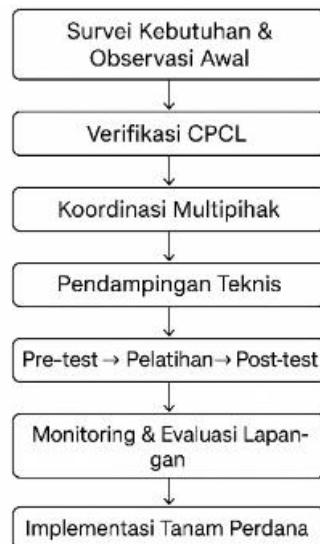 Survei Kebutuhan &
Observasi Awal
Verifikasi CPCL
Koordinasi Multipihak
Pendampingan Teknis
Pre-test → Pelatihan → Post-test
Monitoring & Evaluasi Lapan-
gan
Implementasi Tanam Perdana